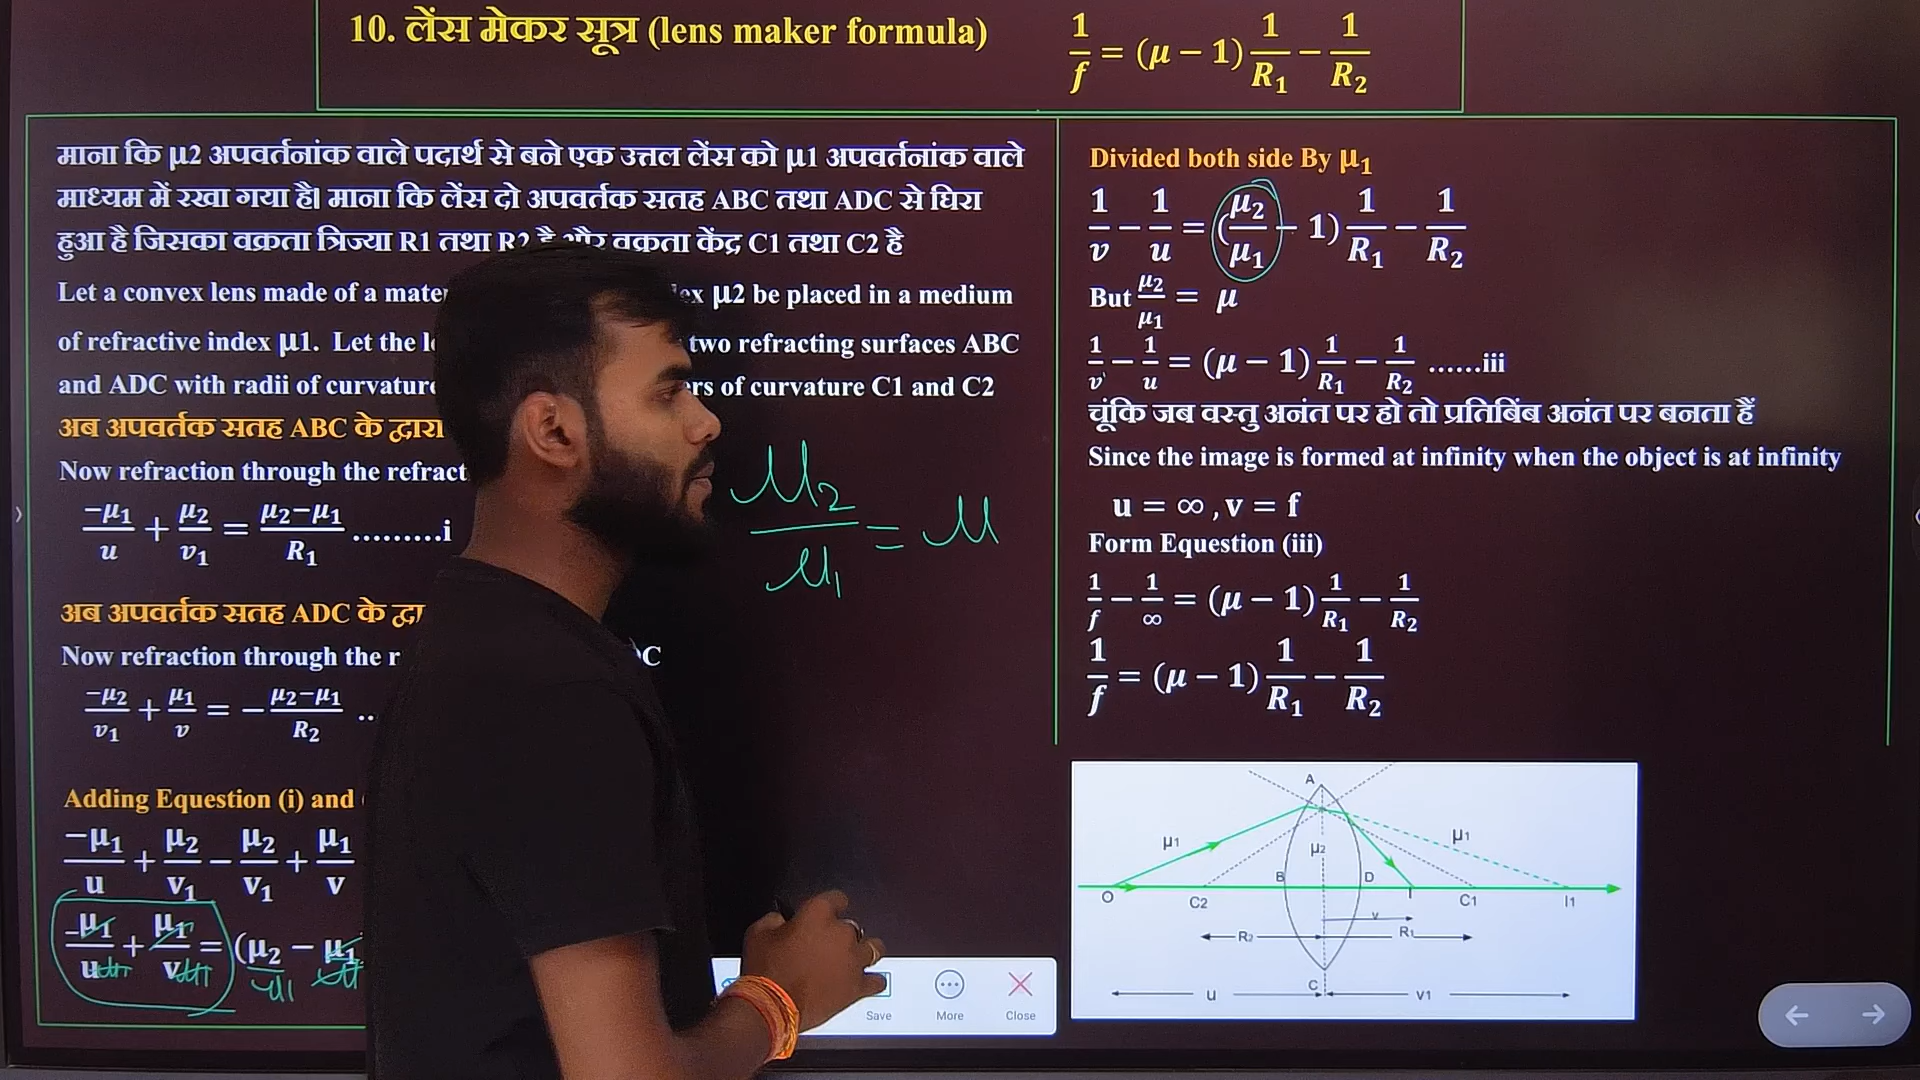 10. लेंस मेकर सूत्र (lens maker formula)
1/f = (μ − 1) 1/R₁ − 1/R₂
माना कि μ2 अपवर्तनांक वाले पदार्थ से बने एक उत्तल लेंस को μ1 अपवर्तनांक वाले
माध्यम में रखा गया है। माना कि लेंस दो अपवर्तक सतह ABC तथा ADC से घिरा
हुआ है जिसका वक्रता त्रिज्या R1 तथा R2 है और वक्रता केंद्र C1 तथा C2 है
Let a convex lens made of a μ2 be placed in a medium
of refractive index μ1. Let the two refracting surfaces ABC
and ADC with radii of curvature of curvature C1 and C2
अब अपवर्तक सतह ABC के द्वारा
Now refraction through the
−μ₁/u + μ₂/v₁ = μ₂−μ₁/R₁ .........i
अब अपवर्तक सतह ADC के
Now refraction through the
−μ₂/v₁ + μ₁/v = − μ₂−μ₁/R₂ ..
Adding Equestion (i) and
−μ₁/u + μ₂/v₁ − μ₂/v₁ + μ₁/v
−μ₁/u + μ₁/v = (μ₂ − μ₁
μ₂/μ₁ = μ
Divided both side By μ₁
1/v − 1/u = (μ₂/μ₁ − 1) 1/R₁ − 1/R₂
But μ₂/μ₁ = μ
1/v − 1/u = (μ − 1) 1/R₁ − 1/R₂ ......iii
चूंकि जब वस्तु अनंत पर हो तो प्रतिबिंब अनंत पर बनता हैं
Since the image is formed at infinity when the object is at infinity
u = ∞ , v = f
Form Equestion (iii)
1/f − 1/∞ = (μ − 1) 1/R₁ − 1/R₂
1/f = (μ − 1) 1/R₁ − 1/R₂
A
μ1 μ2 μ1
B D
O C2 I C1 I1
v
R2 R1
C
u v1
Save More Close